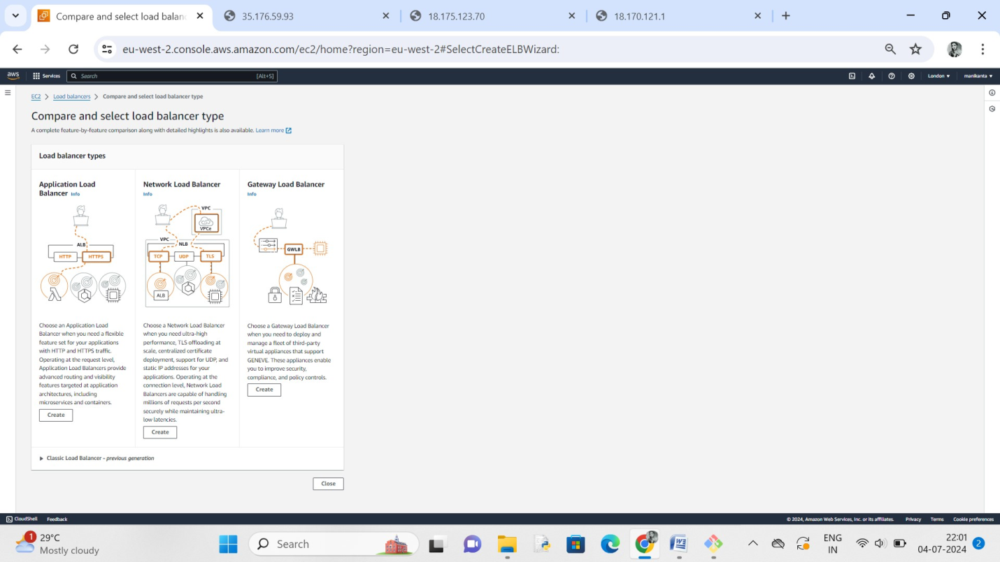 Compare and select load balanc
35.176.59.93
18.175.123.70
18.170.121.1
eu-west-2.console.aws.amazon.com/ec2/home?region=eu-west-2#SelectCreateELBWizard:
aws
Services
Search
[Alt+S]
London
manikanta
EC2 > Load balancers > Compare and select load balancer type
Compare and select load balancer type
A complete feature-by-feature comparison along with detailed highlights is also available. Learn more
Load balancer types
Application Load
Balancer Info
ALB
HTTP
HTTPS
Choose an Application Load
Balancer when you need a flexible
feature set for your applications
with HTTP and HTTPS traffic.
Operating at the request level,
Application Load Balancers provide
advanced routing and visibility
features targeted at application
architectures, including
microservices and containers.
Create
Network Load Balancer
Info
VPC
VPCe
VPC
NLB
TCP
UDP
TLS
ALB
Choose a Network Load Balancer
when you need ultra-high
performance, TLS offloading at
scale, centralized certificate
deployment, support for UDP, and
static IP addresses for your
applications. Operating at the
connection level, Network Load
Balancers are capable of handling
millions of requests per second
securely while maintaining ultra-
low latencies.
Create
Gateway Load Balancer
Info
GWLB
Choose a Gateway Load Balancer
when you need to deploy and
manage a fleet of third-party
virtual appliances that support
GENEVE. These appliances enable
you to improve security,
compliance, and policy controls.
Create
Classic Load Balancer - previous generation
Close
CloudShell
Feedback
© 2024, Amazon Web Services, Inc. or its affiliates.
Privacy
Terms
Cookie preferences
1
29°C
Mostly cloudy
Search
ENG
IN
22:01
04-07-2024
2